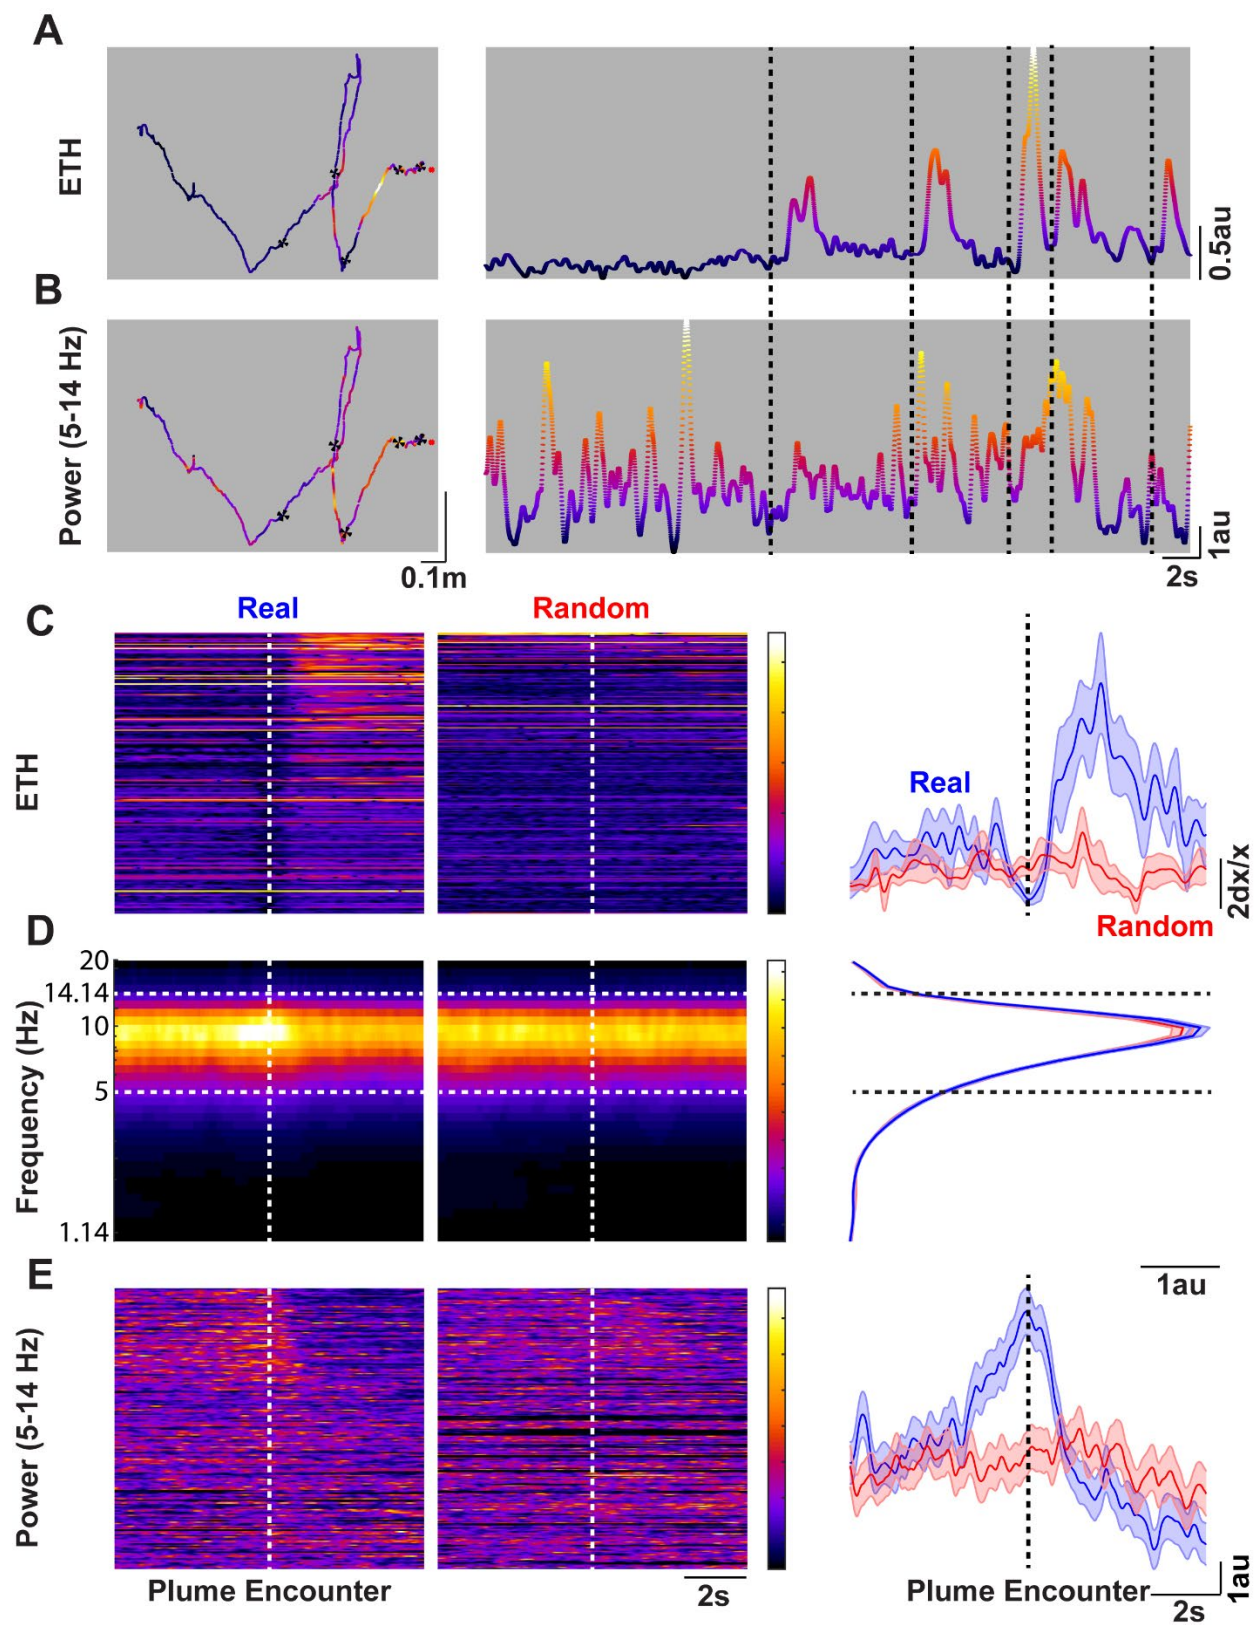 A
ETH
0.5au
B
Power (5-14 Hz)
0.1m
1au
2s
Real
Random
C
ETH
Real
2dx/x
Random
D
20
14.14
10
5
1.14
Frequency (Hz)
1au
E
Power (5-14 Hz)
Plume Encounter
2s
Plume Encounter
1au
2s